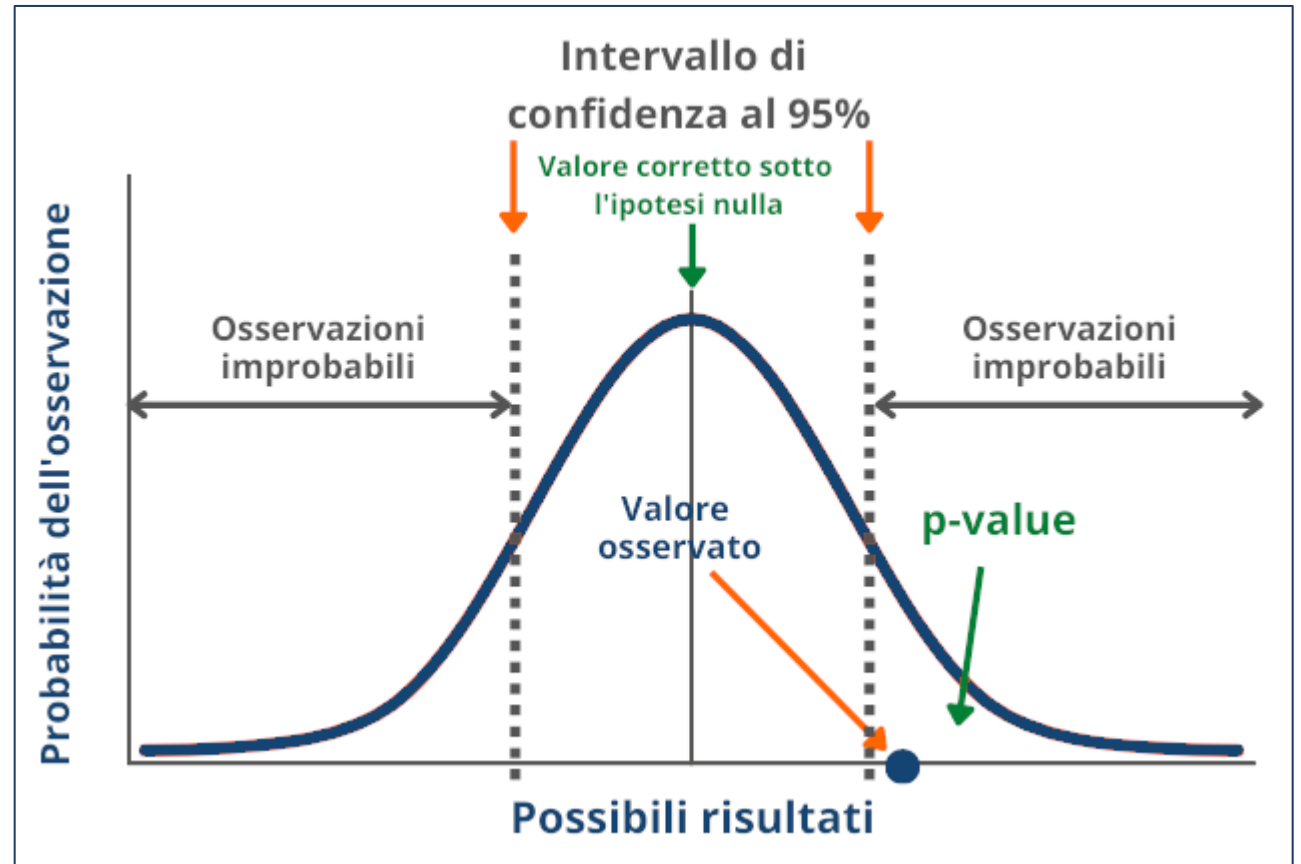 Intervallo di
confidenza al 95%
Valore corretto sotto
l'ipotesi nulla
Probabilità dell'osservazione
Osservazioni
improbabili
Osservazioni
improbabili
Valore
osservato
p-value
Possibili risultati